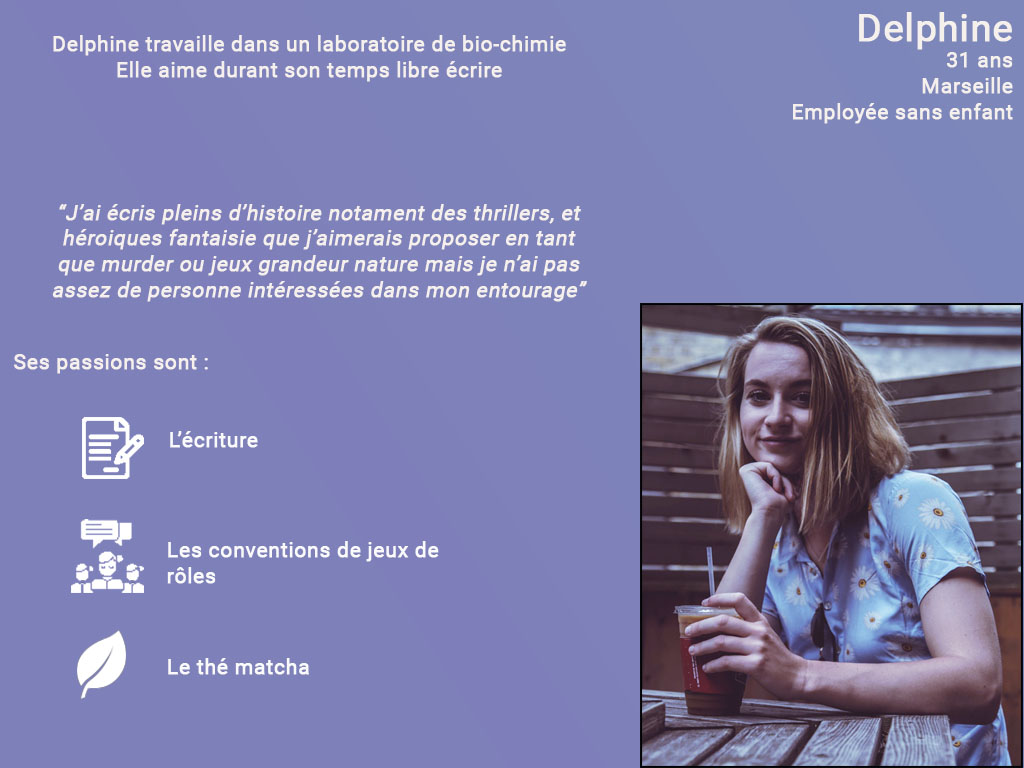 Delphine travaille dans un laboratoire de bio-chimie
Elle aime durant son temps libre écrire
Delphine
31 ans
Marseille
Employée sans enfant
“J’ai écris pleins d’histoire notament des thrillers, et
héroiques fantaisie que j’aimerais proposer en tant
que murder ou jeux grandeur nature mais je n’ai pas
assez de personne intéressées dans mon entourage”
Ses passions sont :
L’écriture
Les conventions de jeux de
rôles
Le thé matcha